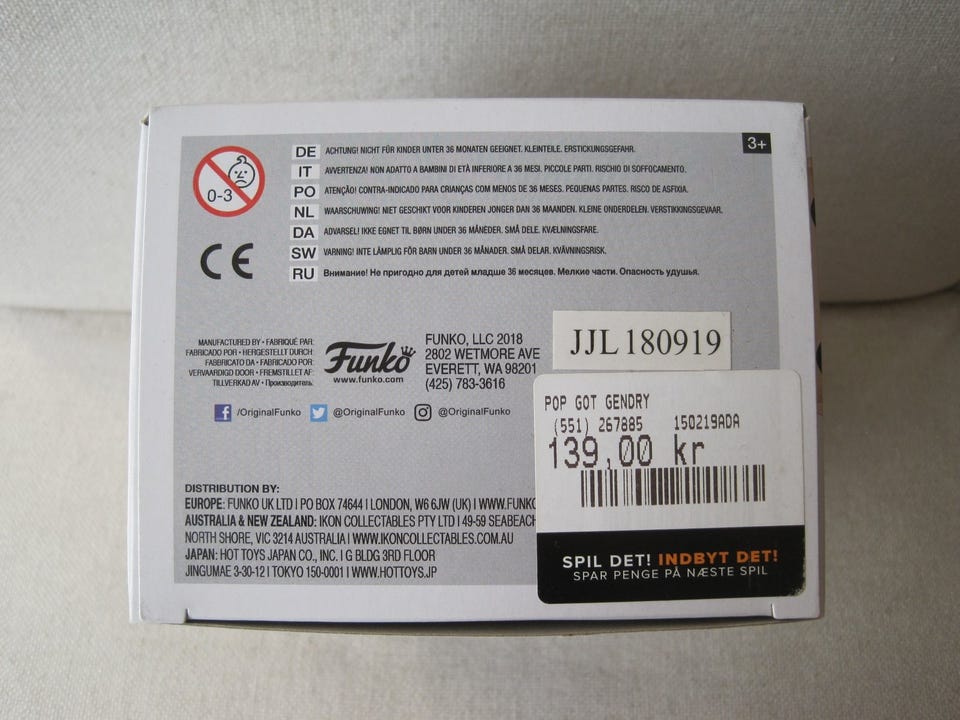 0-3
3+
DE ACHTUNG! NICHT FÜR KINDER UNTER 36 MONATEN GEEIGNET. KLEINTEILE. ERSTICKUNGSGEFAHR.
IT AVVERTENZA! NON ADATTO A BAMBINI DI ETÀ INFERIORE A 36 MESI. PICCOLE PARTI. RISCHIO DI SOFFOCAMENTO.
PO ATENÇÃO! CONTRA-INDICADO PARA CRIANÇAS COM MENOS DE 36 MESES. PEQUENAS PARTES. RISCO DE ASFIXIA.
NL WAARSCHUWING! NIET GESCHIKT VOOR KINDEREN JONGER DAN 36 MAANDEN. KLEINE ONDERDELEN. VERSTIKKINGSGEVAAR.
DA ADVARSEL! IKKE EGNET TIL BØRN UNDER 36 MÅNEDER. SMÅ DELE. KVÆLNINGSFARE.
SW VARNING! INTE LÄMPLIG FÖR BARN UNDER 36 MÅNADER. SMÅ DELAR. KVÄVNINGSRISK.
RU Внимание! Не пригодно для детей младше 36 месяцев. Мелкие части. Опасность удушья.
CE
MANUFACTURED BY • FABRIQUÉ PAR:
FABRICADO POR • HERGESTELLT DURCH:
FABBRICATO DA • FABRICADO POR:
VERVAARDIGD DOOR • FREMSTILLET AF:
TILLVERKAD AV • Производитель:
Funko
www.funko.com
FUNKO, LLC 2018
2802 WETMORE AVE
EVERETT, WA 98201
(425) 783-3616
JJL 180919
/OriginalFunko @OriginalFunko @OriginalFunko
POP GOT GENDRY
(551) 267885 150219ADA
139,00 kr
SPIL DET! INDBYT DET!
SPAR PENGE PÅ NÆSTE SPIL
DISTRIBUTION BY:
EUROPE: FUNKO UK LTD I PO BOX 74644 I LONDON, W6 6JW (UK) I WWW.FUNKO
AUSTRALIA & NEW ZEALAND: IKON COLLECTABLES PTY LTD I 49-59 SEABEACH
NORTH SHORE, VIC 3214 AUSTRALIA I WWW.IKONCOLLECTABLES.COM.AU
JAPAN: HOT TOYS JAPAN CO., INC. I G BLDG 3RD FLOOR
JINGUMAE 3-30-12 I TOKYO 150-0001 I WWW.HOTTOYS.JP